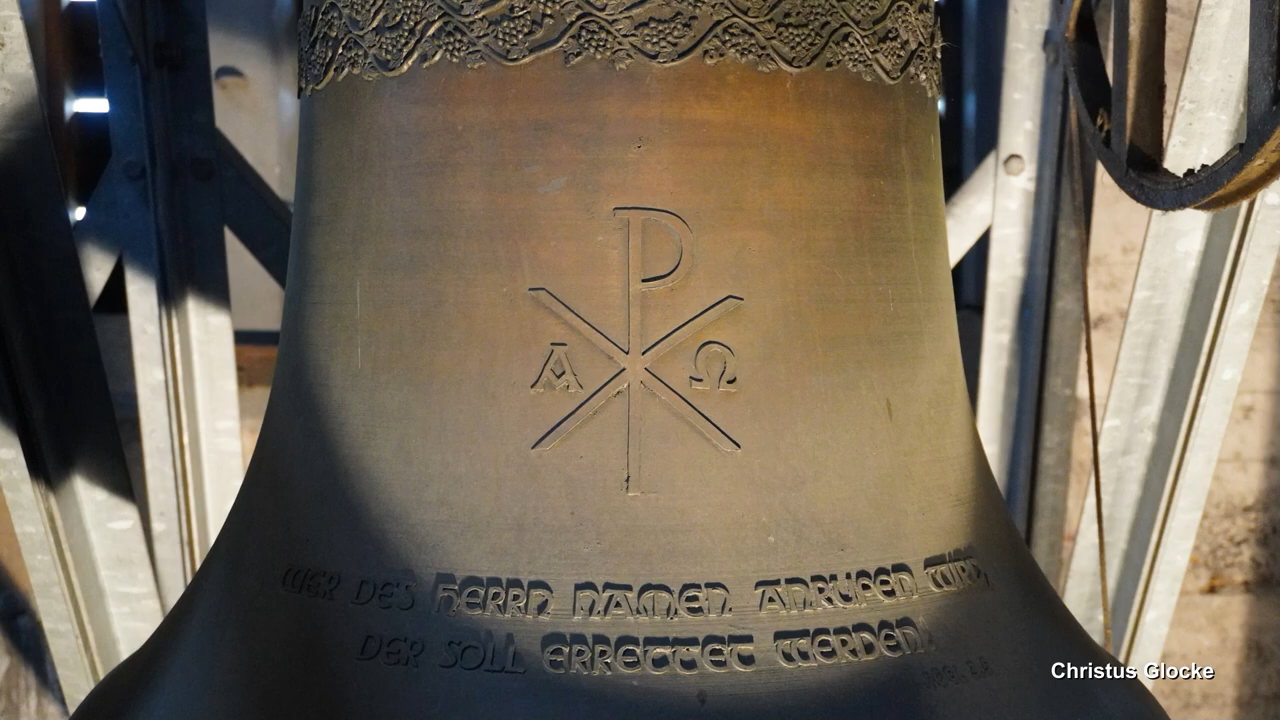 Α Ω
WER DES HERRN NAMEN ANRUFEN WIRD,
DER SOLL ERRETTET WERDEN!
Christus Glocke